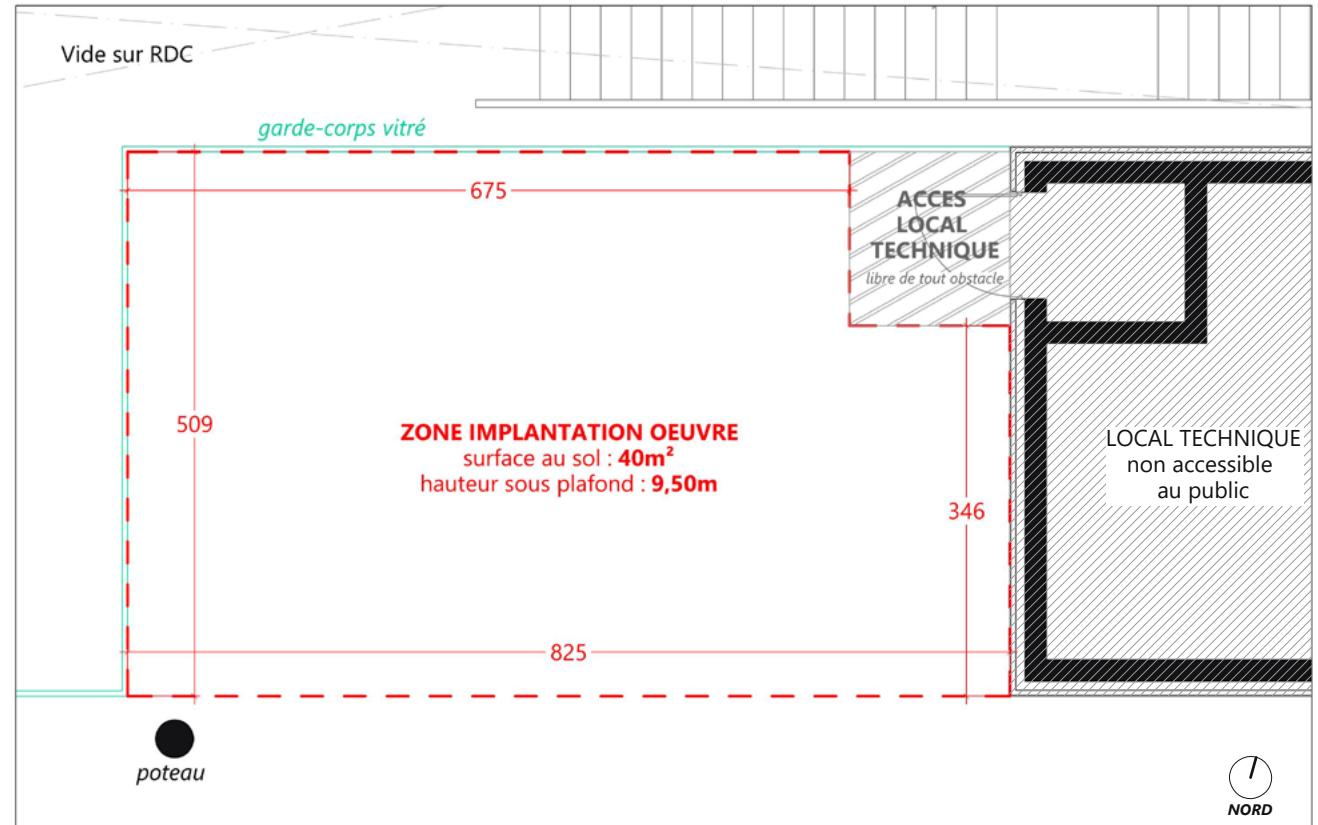 Vide sur RDC
garde-corps vitré
675
ACCES
LOCAL
TECHNIQUE
libre de tout obstacle
509
ZONE IMPLANTATION OEUVRE
surface au sol : 40m²
hauteur sous plafond : 9,50m
346
LOCAL TECHNIQUE
non accessible
au public
825
poteau
NORD